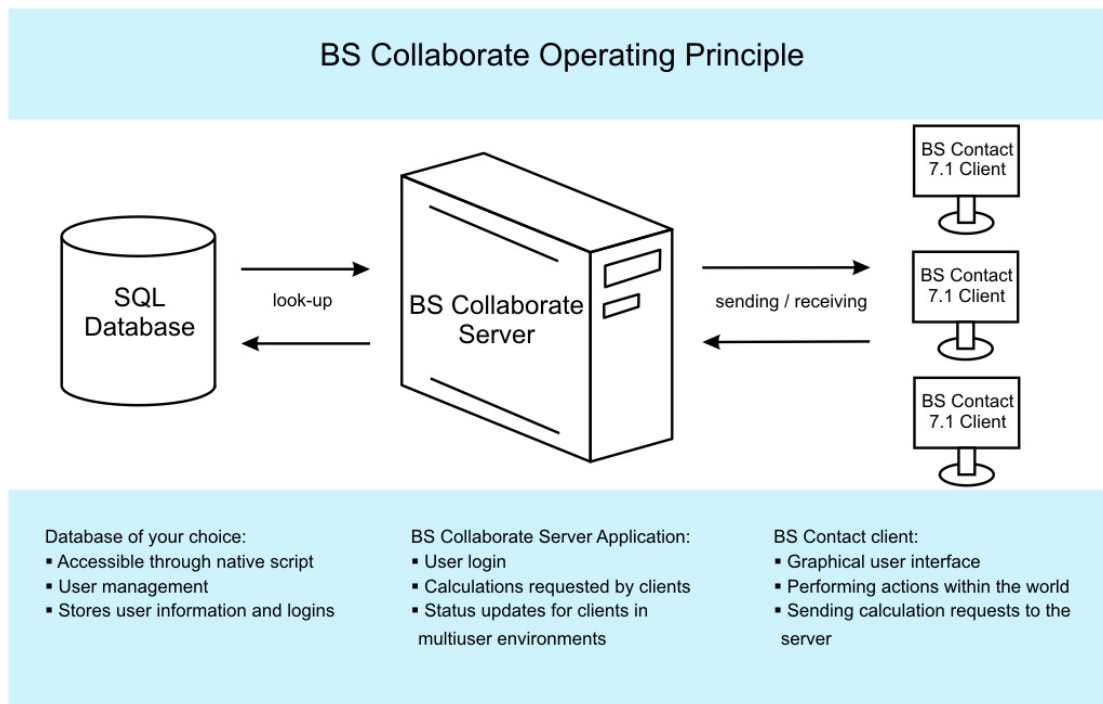 BS Collaborate Operating Principle
SQL
Database
look-up
BS Collaborate
Server
sending / receiving
BS Contact
7.1 Client
BS Contact
7.1 Client
BS Contact
7.1 Client
Database of your choice:
▪ Accessible through native script
▪ User management
▪ Stores user information and logins
BS Collaborate Server Application:
▪ User login
▪ Calculations requested by clients
▪ Status updates for clients in
multiuser environments
BS Contact client:
▪ Graphical user interface
▪ Performing actions within the world
▪ Sending calculation requests to the
server